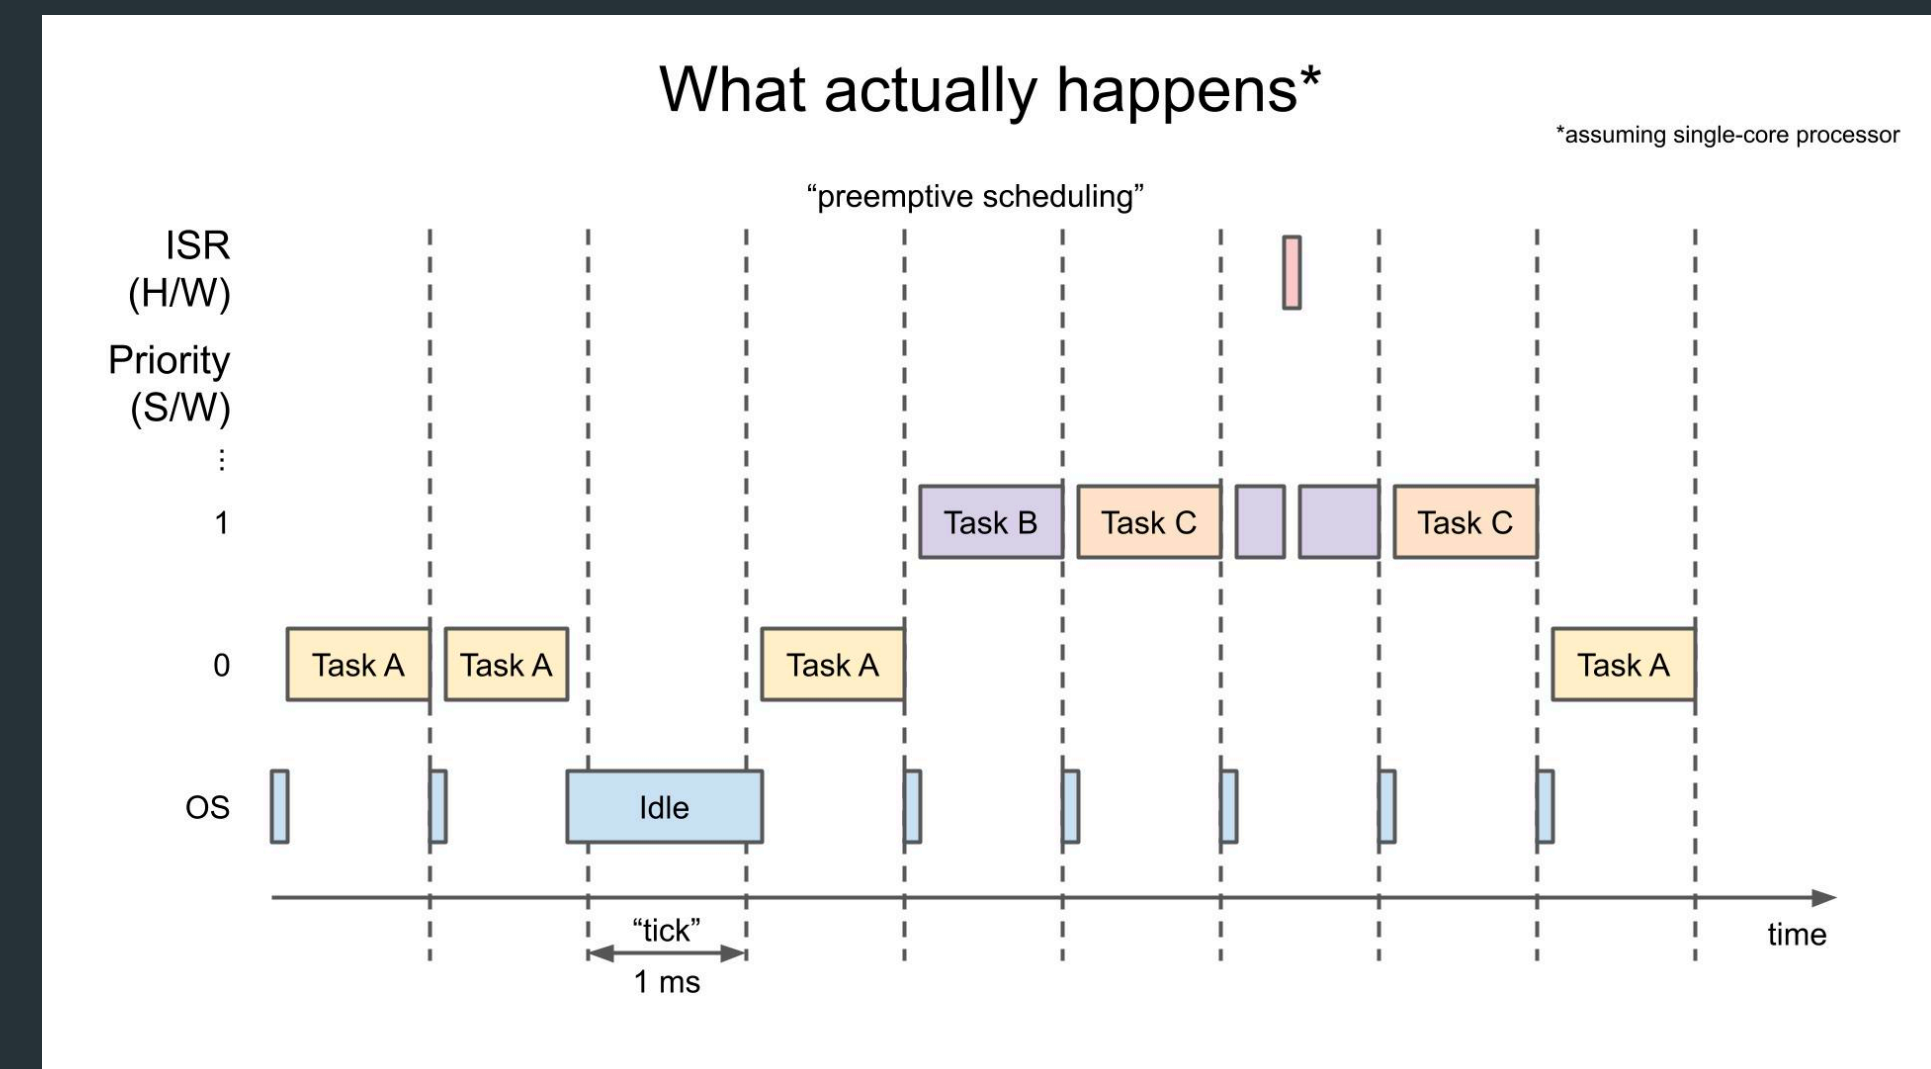 What actually happens*
*assuming single-core processor
“preemptive scheduling”
ISR
(H/W)
Priority
(S/W)
⋮
1
Task B
Task C
Task C
0
Task A
Task A
Task A
Task A
OS
Idle
“tick”
1 ms
time